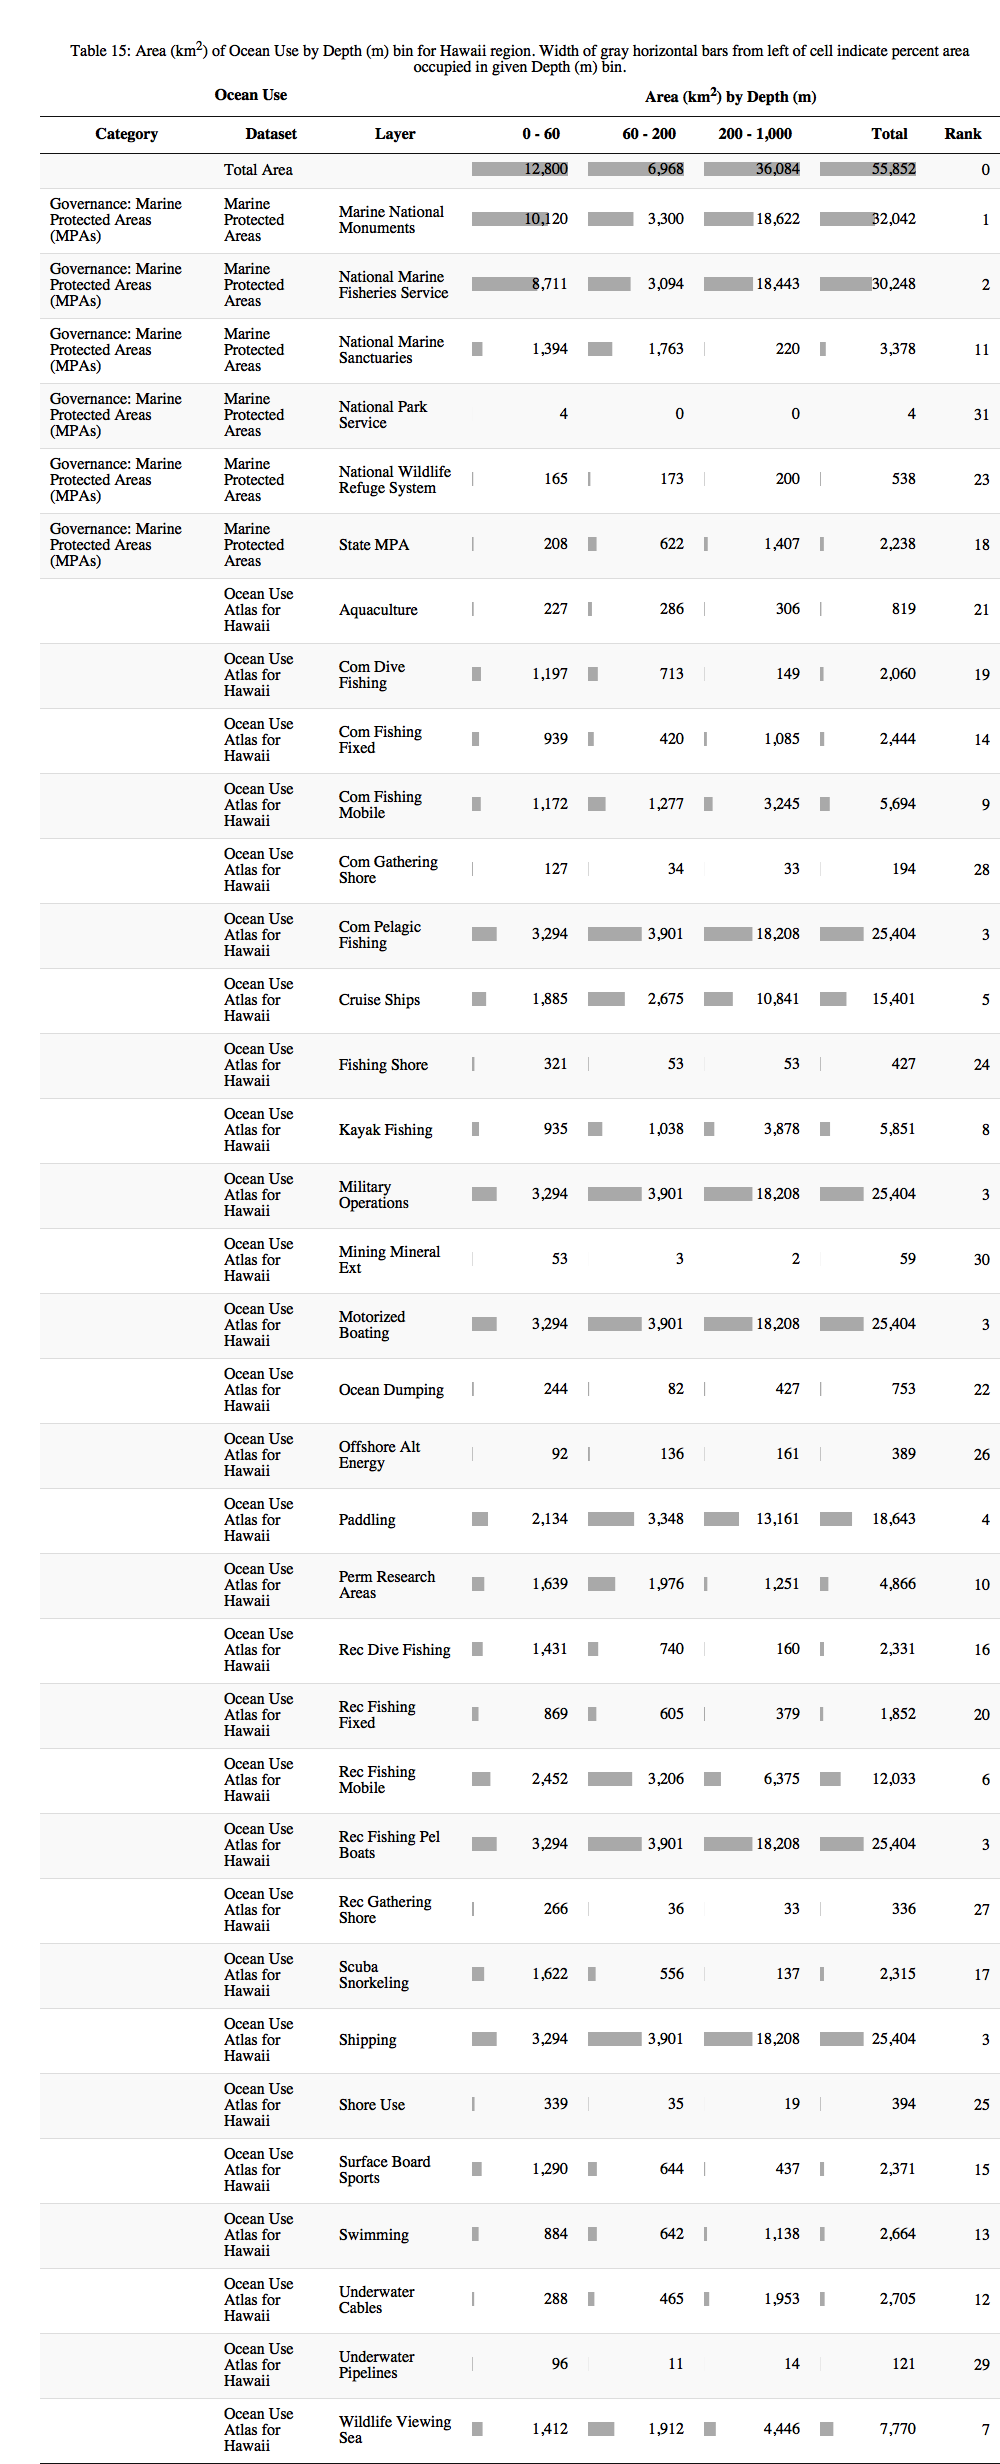 Table 15: Area (km2) of Ocean Use by Depth (m) bin for Hawaii region. Width of gray horizontal bars from left of cell indicate percent area
occupied in given Depth (m) bin.
Ocean Use Area (km2) by Depth (m)
Category Dataset Layer 0 - 60 60 - 200 200 - 1,000 Total Rank
Total Area 12,800 6,968 36,084 55,852 0
Governance: Marine Protected Areas (MPAs) Marine Protected Areas Marine National Monuments 10,120 3,300 18,622 32,042 1
Governance: Marine Protected Areas (MPAs) Marine Protected Areas National Marine Fisheries Service 8,711 3,094 18,443 30,248 2
Governance: Marine Protected Areas (MPAs) Marine Protected Areas National Marine Sanctuaries 1,394 1,763 220 3,378 11
Governance: Marine Protected Areas (MPAs) Marine Protected Areas National Park Service 4 0 0 4 31
Governance: Marine Protected Areas (MPAs) Marine Protected Areas National Wildlife Refuge System 165 173 200 538 23
Governance: Marine Protected Areas (MPAs) Marine Protected Areas State MPA 208 622 1,407 2,238 18
Ocean Use Atlas for Hawaii Aquaculture 227 286 306 819 21
Ocean Use Atlas for Hawaii Com Dive Fishing 1,197 713 149 2,060 19
Ocean Use Atlas for Hawaii Com Fishing Fixed 939 420 1,085 2,444 14
Ocean Use Atlas for Hawaii Com Fishing Mobile 1,172 1,277 3,245 5,694 9
Ocean Use Atlas for Hawaii Com Gathering Shore 127 34 33 194 28
Ocean Use Atlas for Hawaii Com Pelagic Fishing 3,294 3,901 18,208 25,404 3
Ocean Use Atlas for Hawaii Cruise Ships 1,885 2,675 10,841 15,401 5
Ocean Use Atlas for Hawaii Fishing Shore 321 53 53 427 24
Ocean Use Atlas for Hawaii Kayak Fishing 935 1,038 3,878 5,851 8
Ocean Use Atlas for Hawaii Military Operations 3,294 3,901 18,208 25,404 3
Ocean Use Atlas for Hawaii Mining Mineral Ext 53 3 2 59 30
Ocean Use Atlas for Hawaii Motorized Boating 3,294 3,901 18,208 25,404 3
Ocean Use Atlas for Hawaii Ocean Dumping 244 82 427 753 22
Ocean Use Atlas for Hawaii Offshore Alt Energy 92 136 161 389 26
Ocean Use Atlas for Hawaii Paddling 2,134 3,348 13,161 18,643 4
Ocean Use Atlas for Hawaii Perm Research Areas 1,639 1,976 1,251 4,866 10
Ocean Use Atlas for Hawaii Rec Dive Fishing 1,431 740 160 2,331 16
Ocean Use Atlas for Hawaii Rec Fishing Fixed 869 605 379 1,852 20
Ocean Use Atlas for Hawaii Rec Fishing Mobile 2,452 3,206 6,375 12,033 6
Ocean Use Atlas for Hawaii Rec Fishing Pel Boats 3,294 3,901 18,208 25,404 3
Ocean Use Atlas for Hawaii Rec Gathering Shore 266 36 33 336 27
Ocean Use Atlas for Hawaii Scuba Snorkeling 1,622 556 137 2,315 17
Ocean Use Atlas for Hawaii Shipping 3,294 3,901 18,208 25,404 3
Ocean Use Atlas for Hawaii Shore Use 339 35 19 394 25
Ocean Use Atlas for Hawaii Surface Board Sports 1,290 644 437 2,371 15
Ocean Use Atlas for Hawaii Swimming 884 642 1,138 2,664 13
Ocean Use Atlas for Hawaii Underwater Cables 288 465 1,953 2,705 12
Ocean Use Atlas for Hawaii Underwater Pipelines 96 11 14 121 29
Ocean Use Atlas for Hawaii Wildlife Viewing Sea 1,412 1,912 4,446 7,770 7